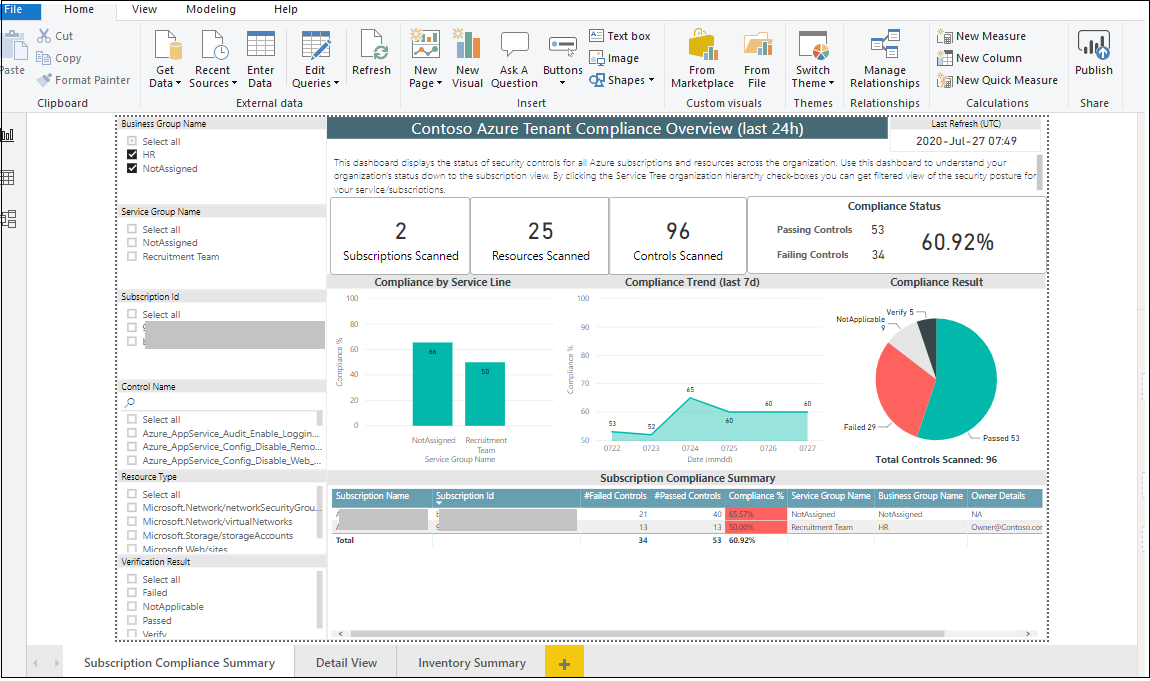 File
Home
View
Modeling
Help
Paste
Cut
Copy
Format Painter
Clipboard
Get
Data
Recent
Sources
Enter
Data
Edit
Queries
Refresh
External data
New
Page
New
Visual
Ask A
Question
Buttons
Text box
Image
Shapes
Insert
From
Marketplace
From
File
Custom visuals
Switch
Theme
Themes
Manage
Relationships
Relationships
New Measure
New Column
New Quick Measure
Calculations
Publish
Share
Business Group Name
Select all
HR
NotAssigned
Service Group Name
Select all
NotAssigned
Recruitment Team
Subscription Id
Select all
Control Name
Select all
Azure_AppService_Audit_Enable_Loggin...
Azure_AppService_Config_Disable_Remo...
Azure_AppService_Config_Disable_Web_...
Resource Type
Select all
Microsoft.Network/networkSecurityGrou...
Microsoft.Network/virtualNetworks
Microsoft.Storage/storageAccounts
Microsoft.Web/sites
Verification Result
Select all
Failed
NotApplicable
Passed
Verify
Contoso Azure Tenant Compliance Overview (last 24h)
Last Refresh (UTC)
2020-Jul-27 07:49
This dashboard displays the status of security controls for all Azure subscriptions and resources across the organization. Use this dashboard to understand your
organization's status down to the subscription view. By clicking the Service Tree organization hierarchy check-boxes you can get filtered view of the security posture for
your service/subscriptions.
2
Subscriptions Scanned
25
Resources Scanned
96
Controls Scanned
Compliance Status
Passing Controls 53
Failing Controls 34
60.92%
Compliance by Service Line
100
80
60
40
20
0
Compliance %
66
50
NotAssigned
Recruitment
Team
Service Group Name
Compliance Trend (last 7d)
100
90
80
70
60
50
Compliance %
53
52
65
60
60
60
0722 0723 0724 0725 0726 0727
Date (mmdd)
Compliance Result
Verify 5
NotApplicable
9
Failed 29
Passed 53
Total Controls Scanned: 96
Subscription Compliance Summary
Subscription Name Subscription Id #Failed Controls #Passed Controls Compliance % Service Group Name Business Group Name Owner Details
21 40 65.57% NotAssigned NotAssigned NA
13 13 50.00% Recruitment Team HR Owner@Contoso.cor
Total 34 53 60.92%
Subscription Compliance Summary
Detail View
Inventory Summary
+